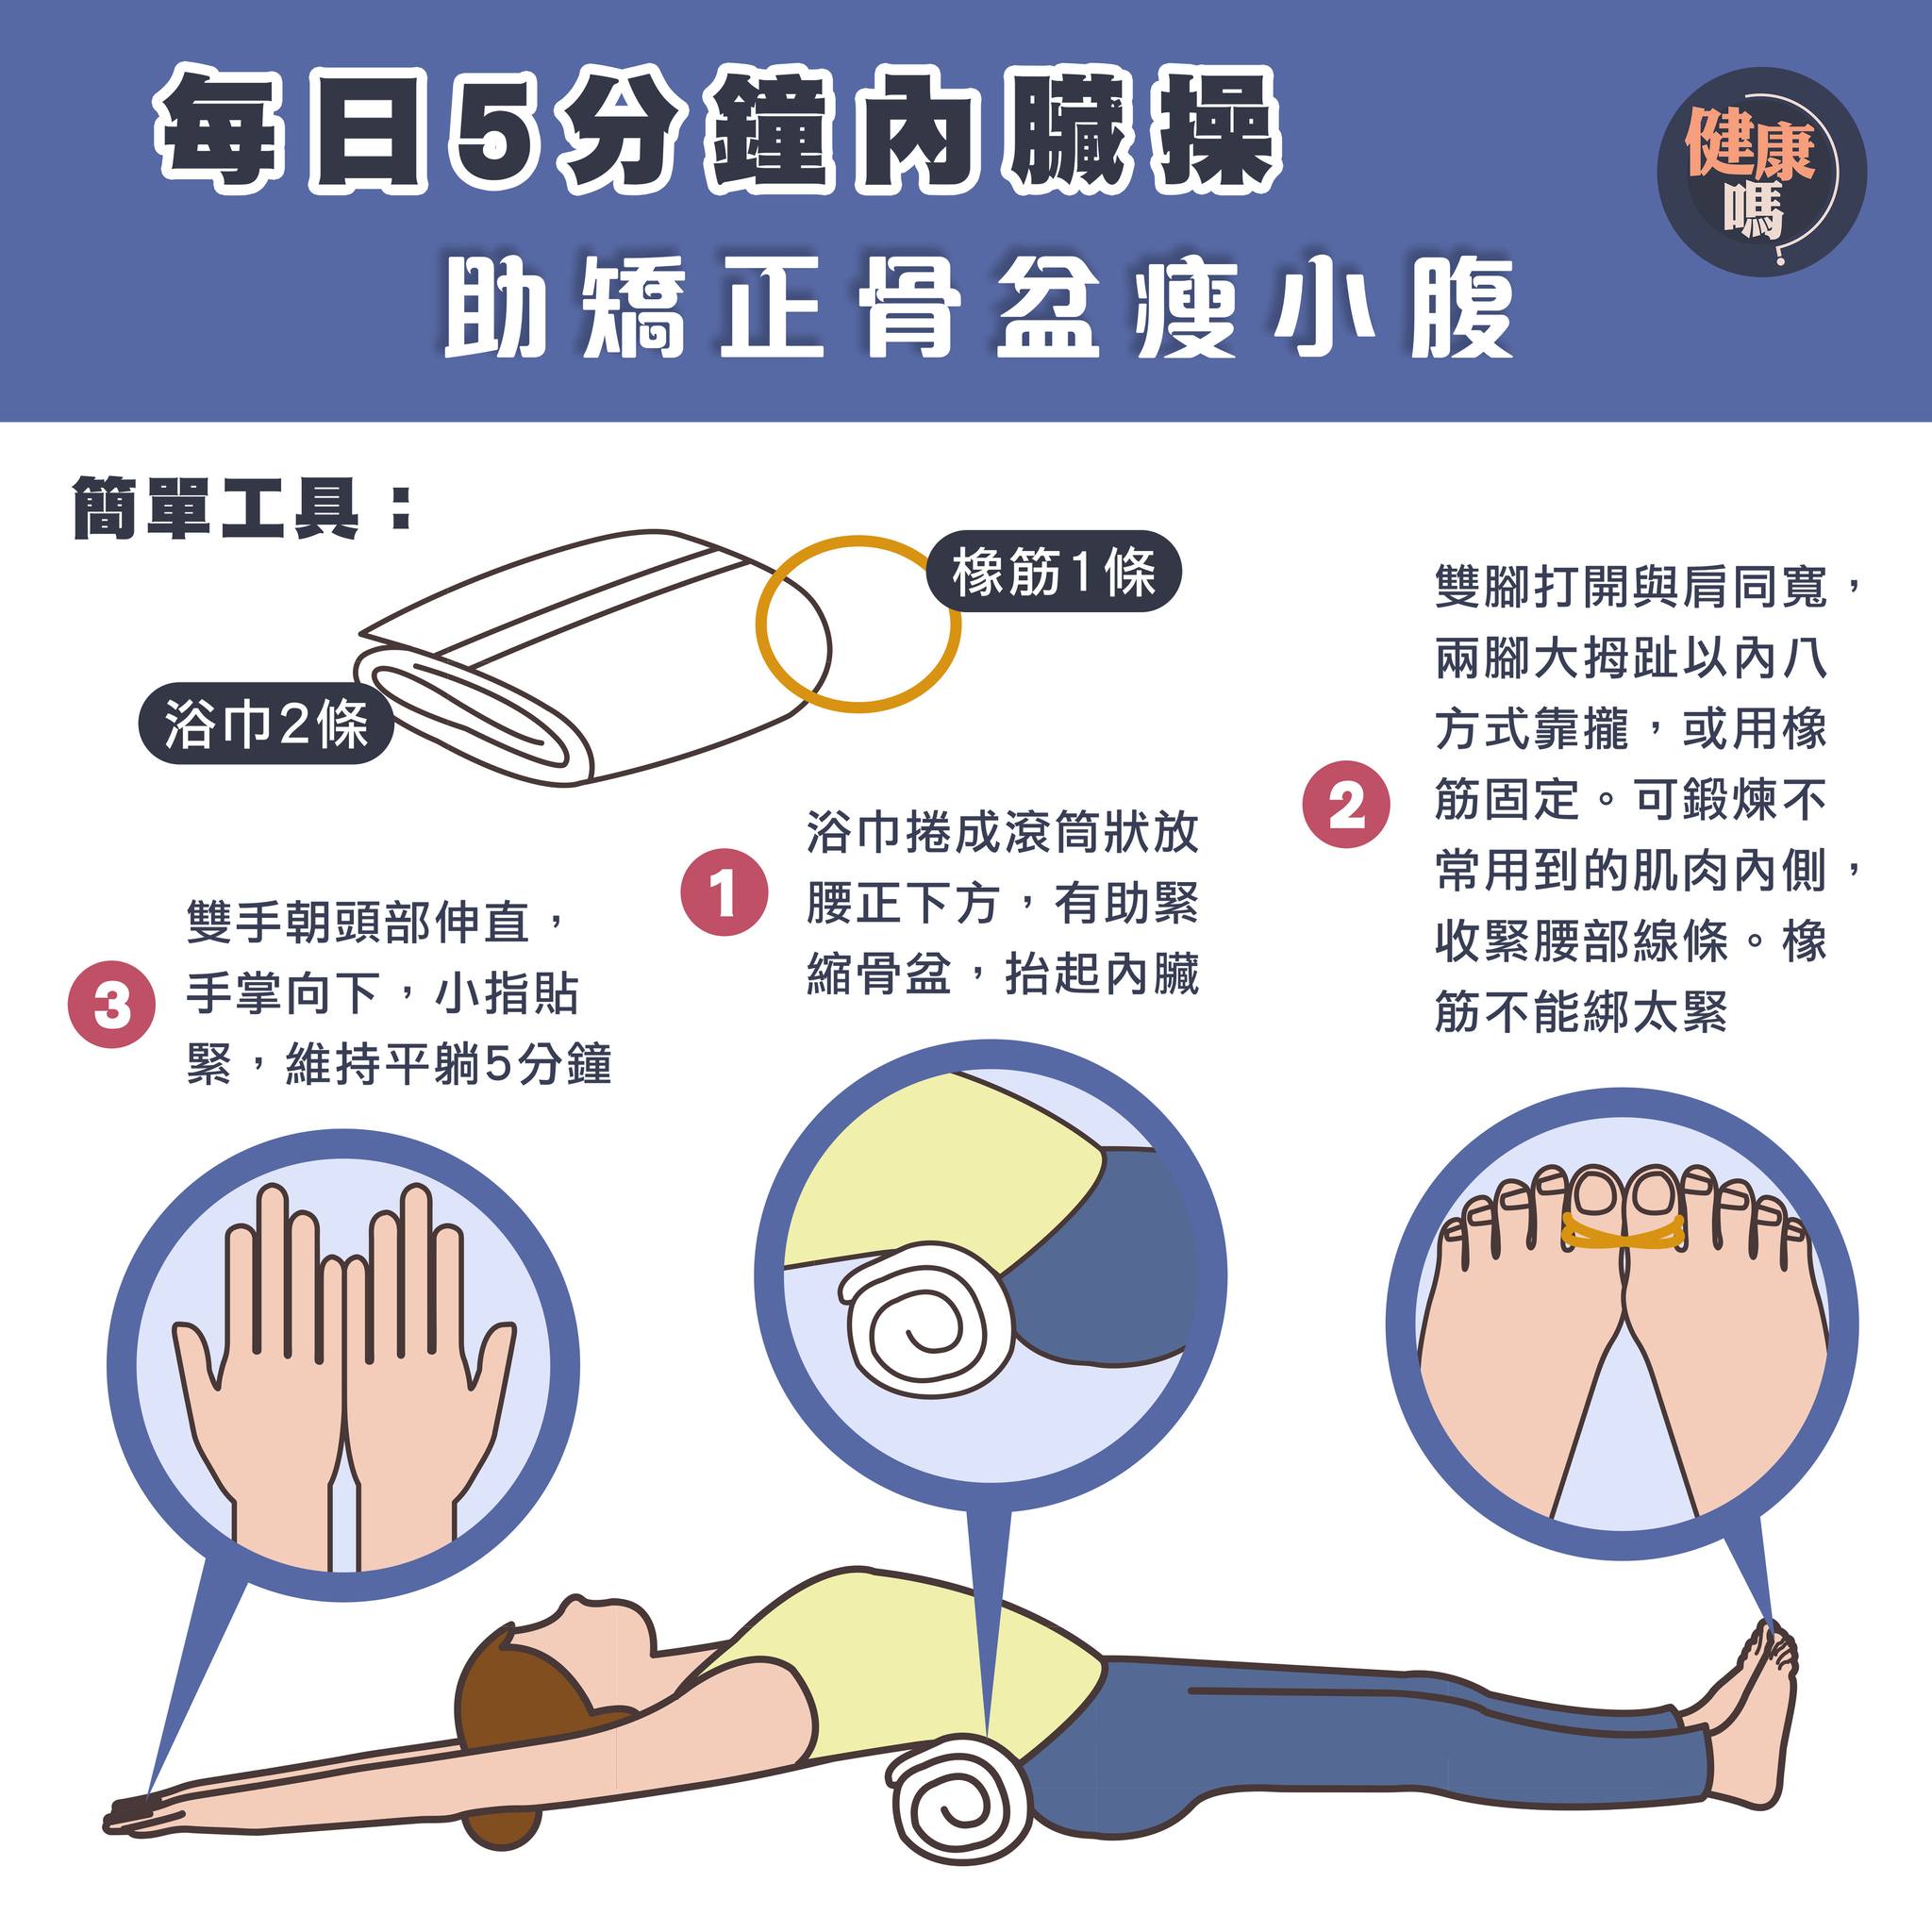 每日5分鐘內臟操
助矯正骨盆瘦小腹
健康
嗎
簡單工具：
橡筋1條
浴巾2條
1
浴巾捲成滾筒狀放
腰正下方，有助緊
縮骨盆，抬起內臟
2
雙腳打開與肩同寬，
兩腳大拇趾以內八
方式靠攏，或用橡
筋固定。可鍛煉不
常用到的肌肉內側，
收緊腰部線條。橡
筋不能綁太緊
3
雙手朝頭部伸直，
手掌向下，小指貼
緊，維持平躺5分鐘